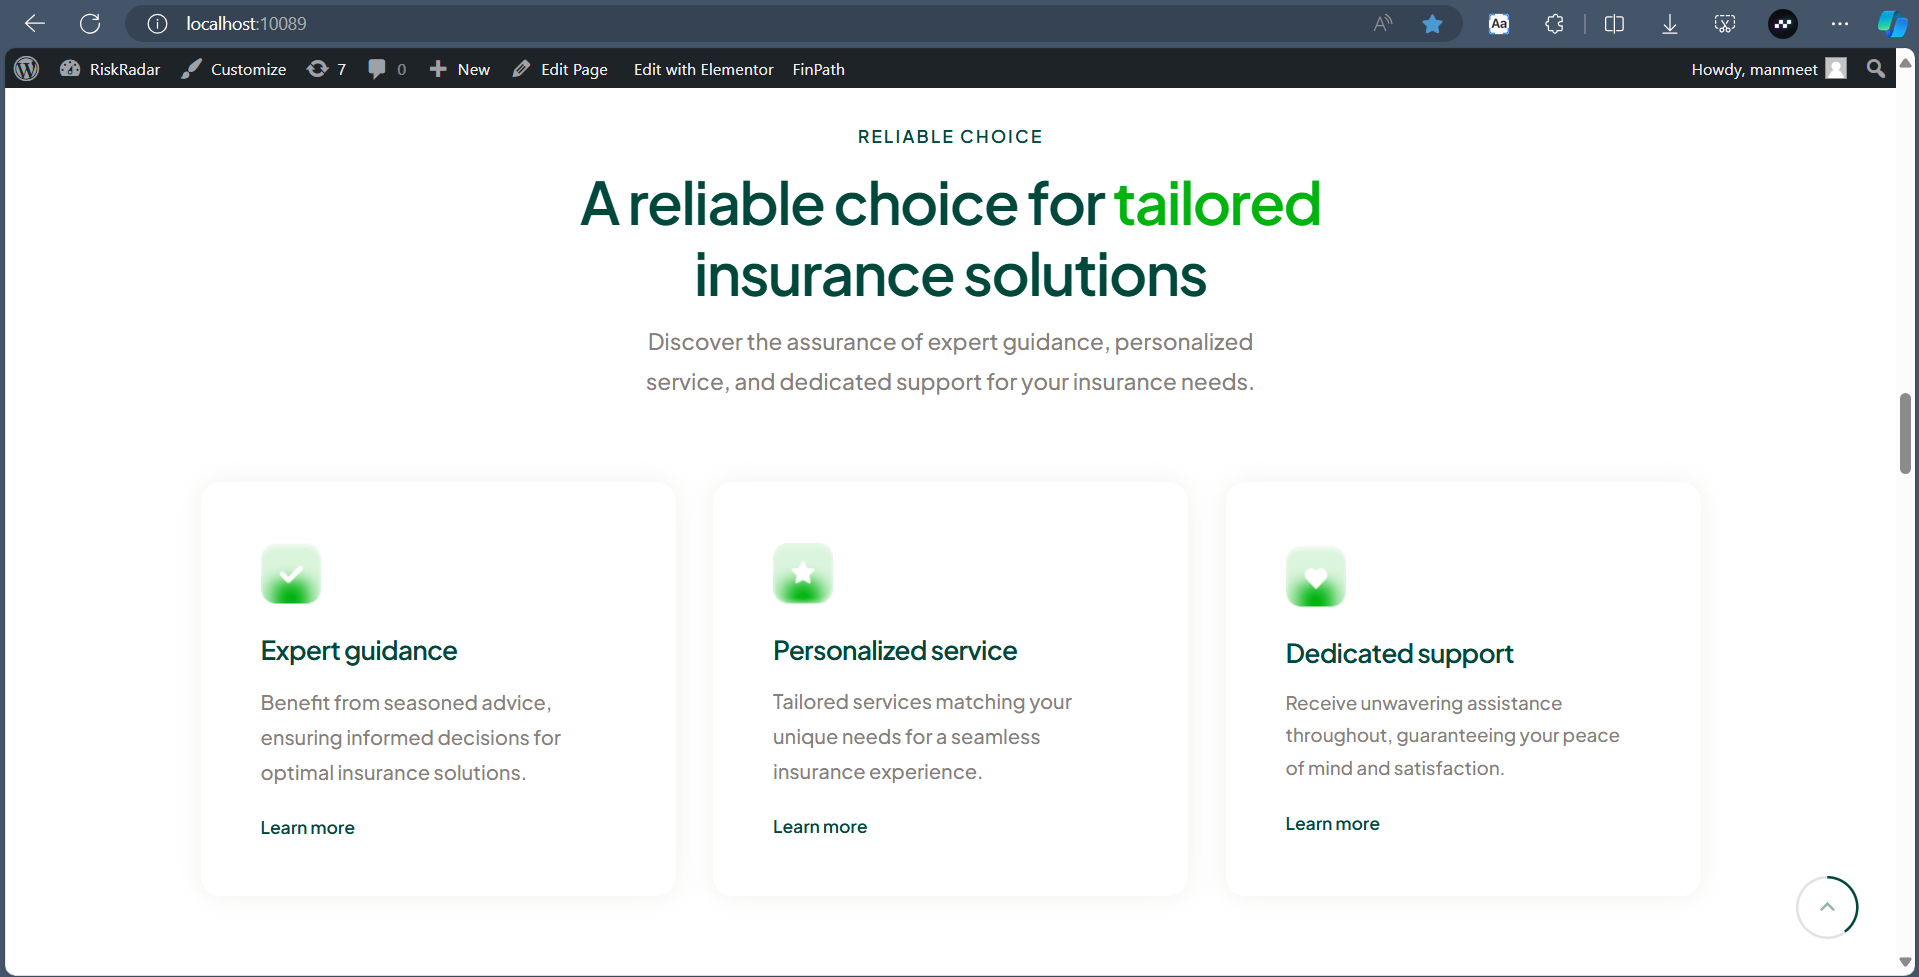 localhost:10089
RiskRadar Customize 7 0 New Edit Page Edit with Elementor FinPath Howdy, manmeet
RELIABLE CHOICE
A reliable choice for tailored
insurance solutions
Discover the assurance of expert guidance, personalized
service, and dedicated support for your insurance needs.
Expert guidance
Benefit from seasoned advice,
ensuring informed decisions for
optimal insurance solutions.
Learn more
Personalized service
Tailored services matching your
unique needs for a seamless
insurance experience.
Learn more
Dedicated support
Receive unwavering assistance
throughout, guaranteeing your peace
of mind and satisfaction.
Learn more